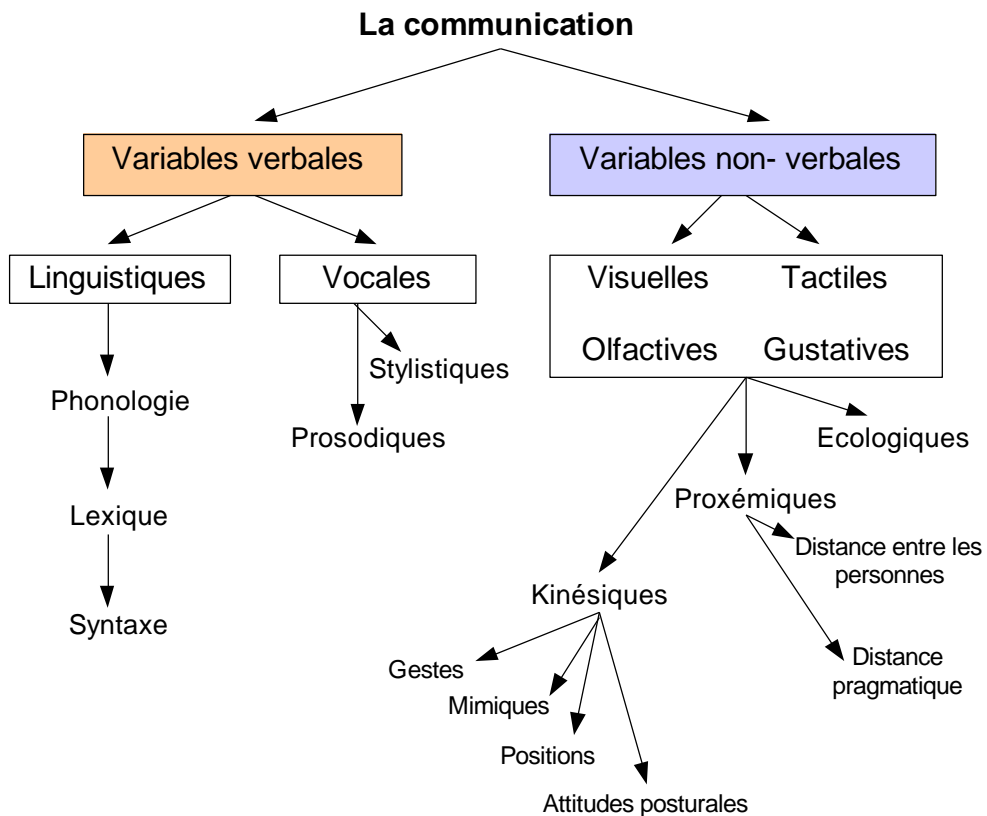 La communication
Variables verbales
Variables non- verbales
Linguistiques
Vocales
Visuelles
Tactiles
Olfactives
Gustatives
Stylistiques
Phonologie
Prosodiques
Ecologiques
Proxémiques
Lexique
Distance entre les
personnes
Kinésiques
Syntaxe
Distance
pragmatique
Gestes
Mimiques
Positions
Attitudes posturales